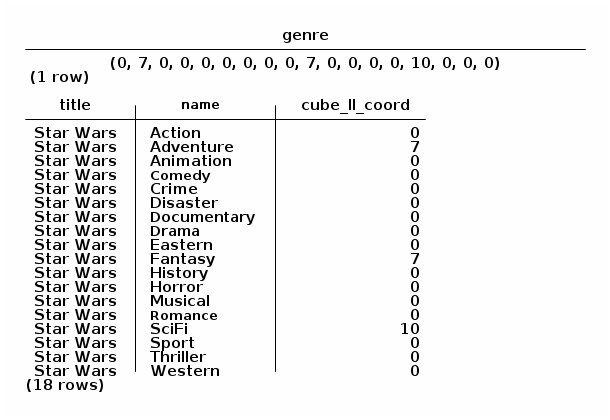 genre
(0, 7, 0, 0, 0, 0, 0, 0, 0, 7, 0, 0, 0, 0, 10, 0, 0, 0)
(1 row)
title name cube_ll_coord
Star Wars Action 0
Star Wars Adventure 7
Star Wars Animation 0
Star Wars Comedy 0
Star Wars Crime 0
Star Wars Disaster 0
Star Wars Documentary 0
Star Wars Drama 0
Star Wars Eastern 0
Star Wars Fantasy 7
Star Wars History 0
Star Wars Horror 0
Star Wars Musical 0
Star Wars Romance 0
Star Wars SciFi 10
Star Wars Sport 0
Star Wars Thriller 0
Star Wars Western 0
(18 rows)